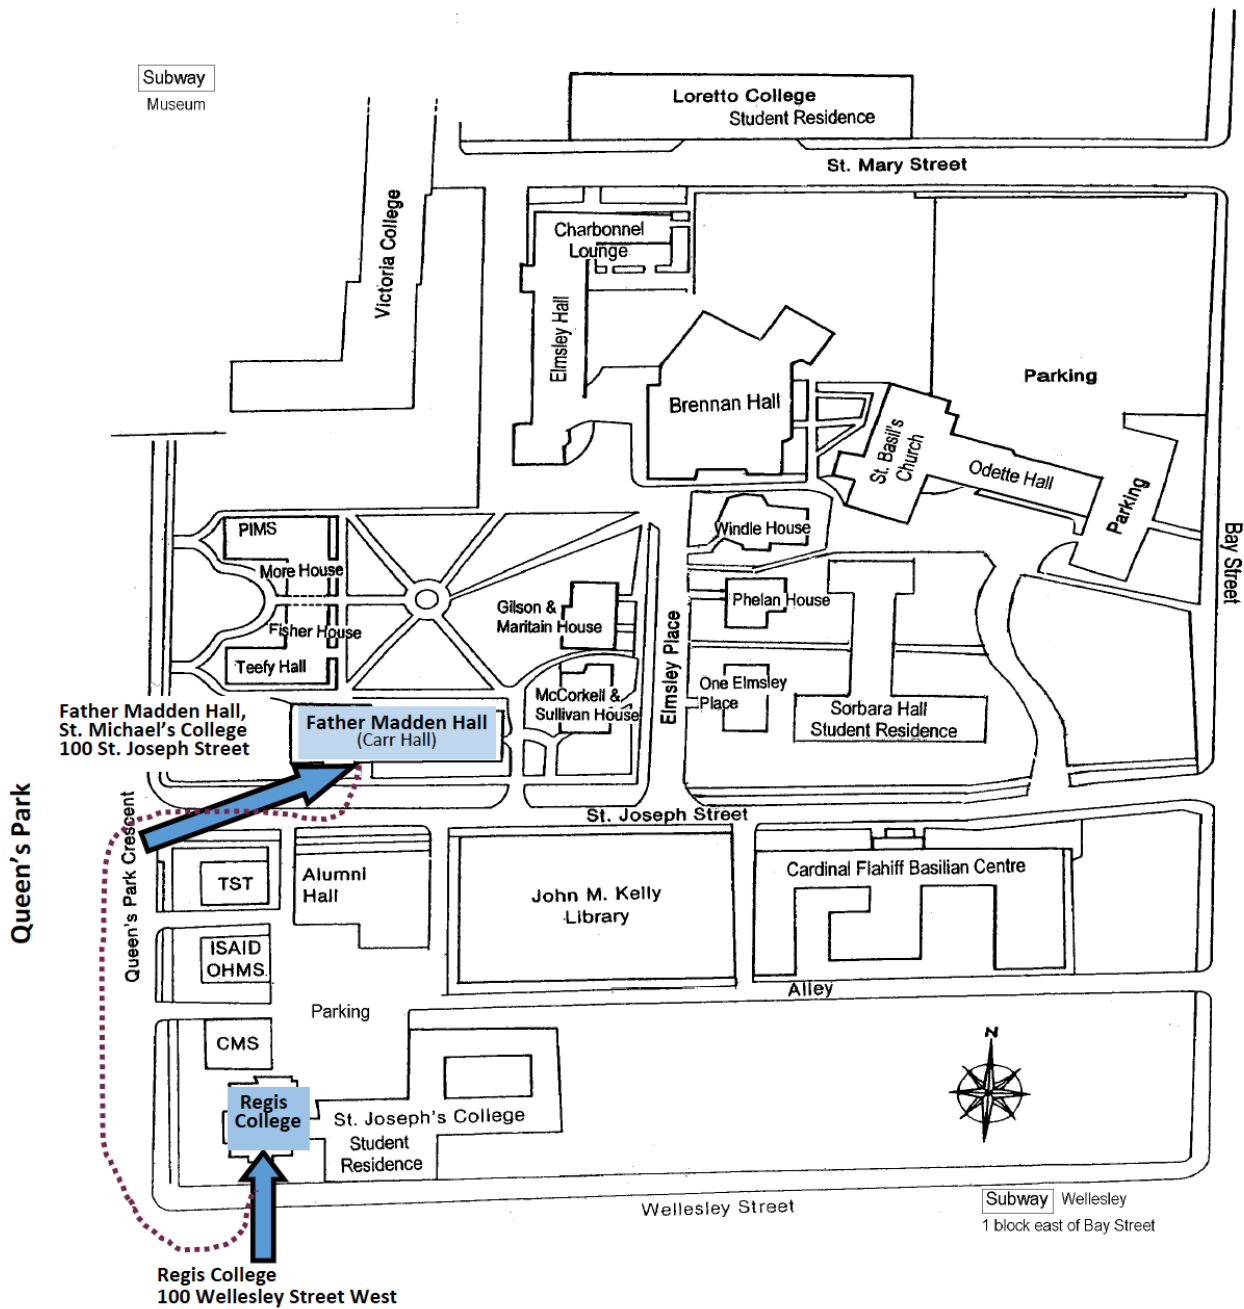 Subway
Museum
Loretto College
Student Residence
St. Mary Street
Victoria College
Charbonnel
Lounge
Elmsley Hall
Brennan Hall
Parking
St. Basil's
Church
Odette Hall
Parking
Bay Street
PIMS
More House
Fisher House
Teefy Hall
Gilson &
Maritain House
McCorkell &
Sullivan House
Elmsley Place
Windle House
Phelan House
One Elmsley
Place
Sorbara Hall
Student Residence
Father Madden Hall,
St. Michael's College
100 St. Joseph Street
Father Madden Hall
(Carr Hall)
Queen's Park
Queen's Park Crescent
St. Joseph Street
TST
Alumni
Hall
John M. Kelly
Library
Cardinal Flahiff Basilian Centre
ISAID
OHMS
Alley
Parking
CMS
N
Regis
College
St. Joseph's College
Student
Residence
Wellesley Street
Subway Wellesley
1 block east of Bay Street
Regis College
100 Wellesley Street West